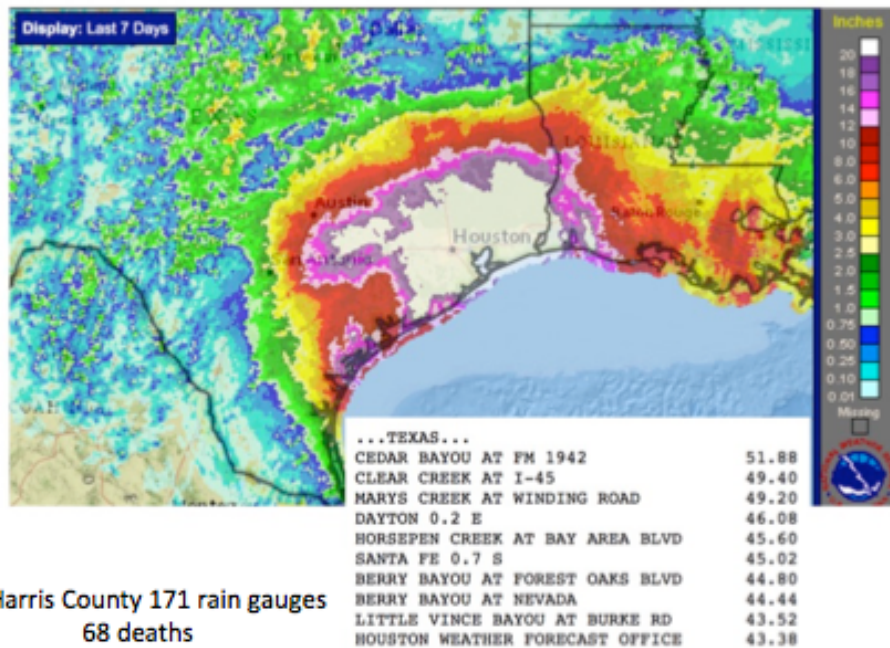 Display: Last 7 Days
Inches
20
18
16
14
12
10
8.0
6.0
5.0
4.0
3.0
2.5
2.0
1.5
1.0
0.75
0.50
0.25
0.10
0.01
Missing
TEXAS
LOUISIANA
Austin
San Antonio
Houston
Baton Rouge
...TEXAS...
CEDAR BAYOU AT FM 1942 51.88
CLEAR CREEK AT I-45 49.40
MARYS CREEK AT WINDING ROAD 49.20
DAYTON 0.2 E 46.08
HORSEPEN CREEK AT BAY AREA BLVD 45.60
SANTA FE 0.7 S 45.02
BERRY BAYOU AT FOREST OAKS BLVD 44.80
BERRY BAYOU AT NEVADA 44.44
LITTLE VINCE BAYOU AT BURKE RD 43.52
HOUSTON WEATHER FORECAST OFFICE 43.38
Harris County 171 rain gauges
68 deaths